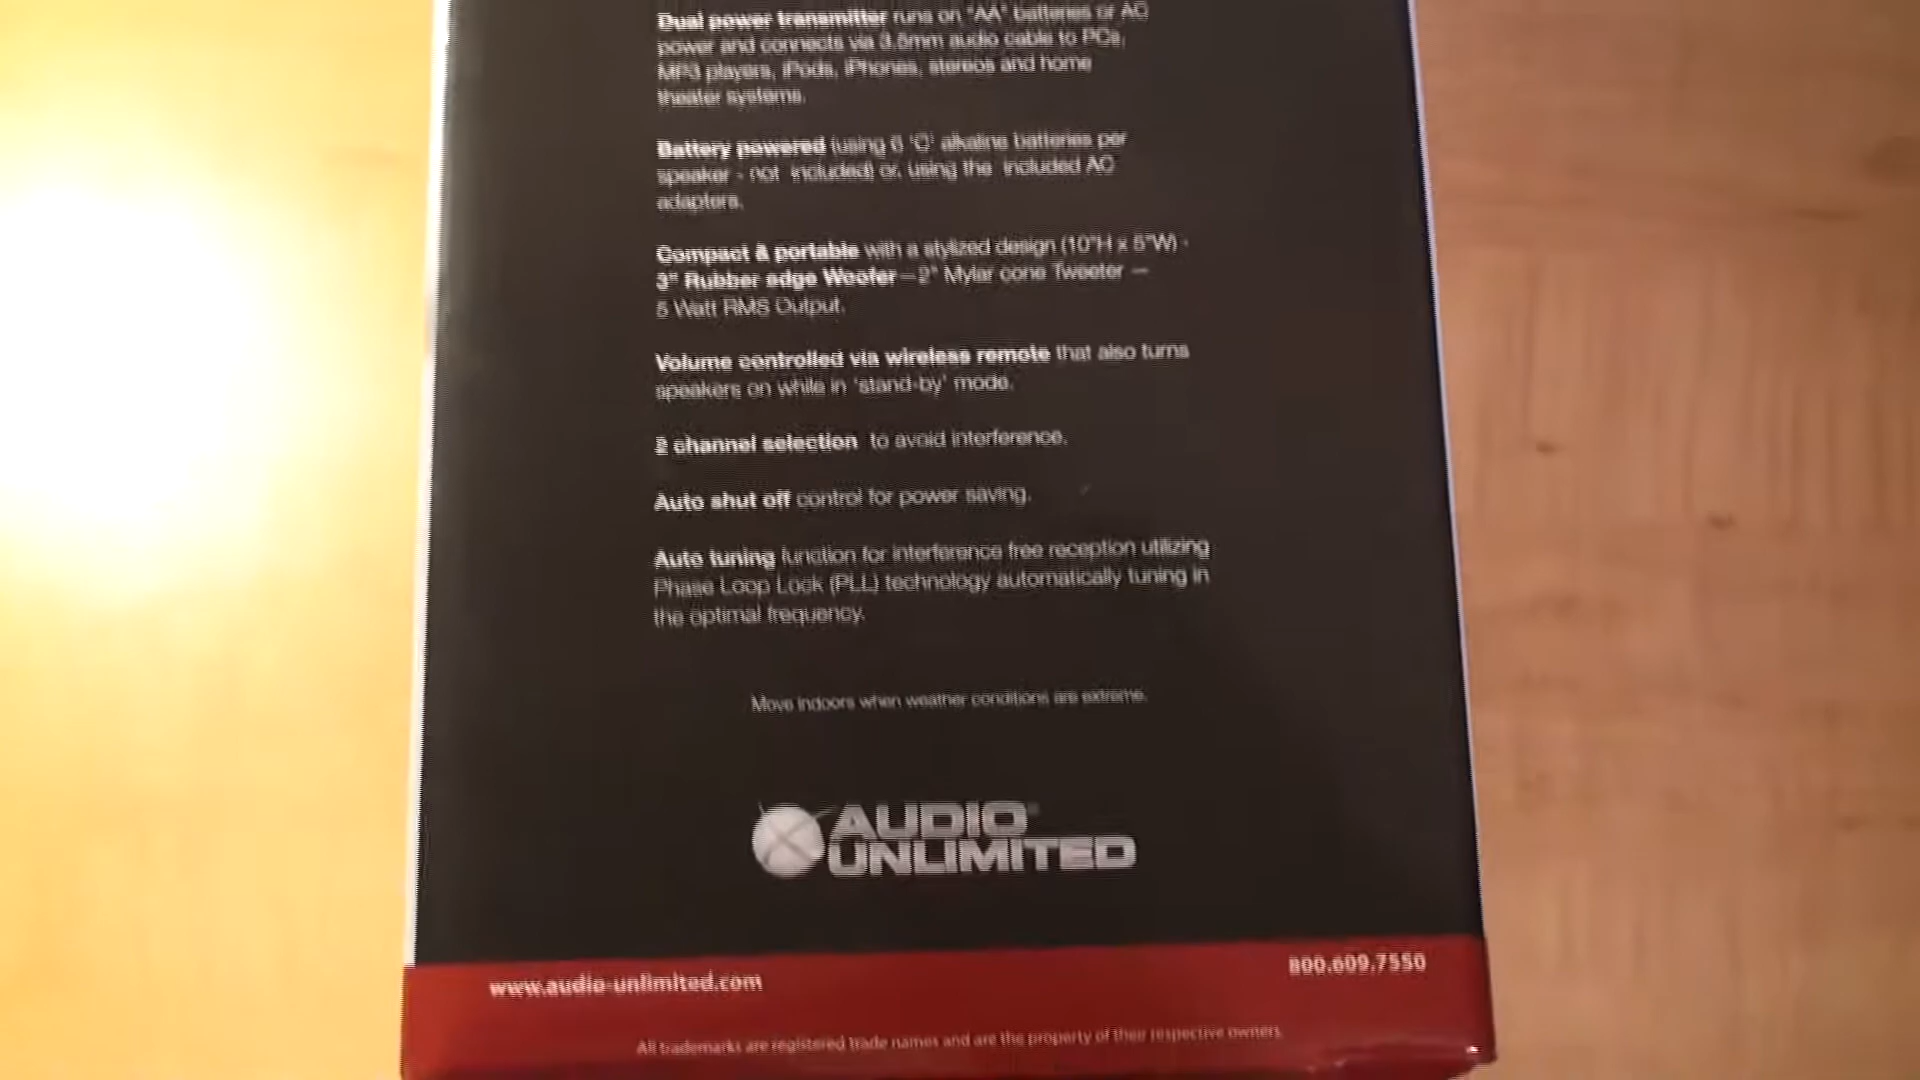 Dual power transmitter runs on "AA" batteries or AC
power and connects via 3.5mm audio cable to PCs,
MP3 players, iPods, iPhones, stereos and home
theater systems.
Battery powered (using 6 'C' alkaline batteries per
speaker - not included) or, using the included AC
adapters.
Compact & portable with a stylized design (10"H x 5"W) -
3" Rubber edge Woofer—2" Mylar cone Tweeter —
5 Watt RMS Output.
Volume controlled via wireless remote that also turns
speakers on while in 'stand-by' mode.
2 channel selection to avoid interference.
Auto shut off control for power saving.
Auto tuning function for interference free reception utilizing
Phase Loop Lock (PLL) technology automatically tuning in
the optimal frequency.
Move indoors when weather conditions are extreme.
AUDIO®
UNLIMITED
www.audio-unlimited.com
800.609.7550
All trademarks are registered trade names and are the property of their respective owners.